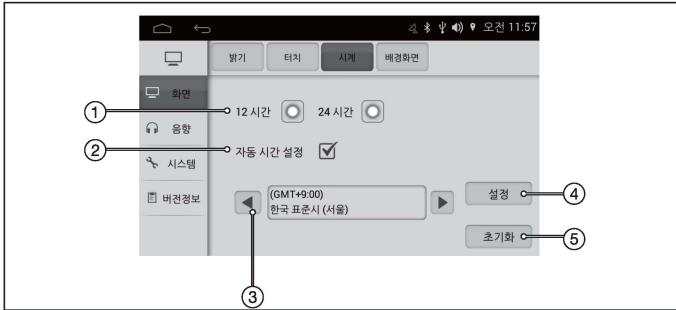 오전 11:57
밝기 터치 시계 배경화면
화면
음향
시스템
버전정보
① 12 시간 24 시간
② 자동 시간 설정
(GMT+9:00)
한국 표준시 (서울)
설정 ④
초기화 ⑤
③